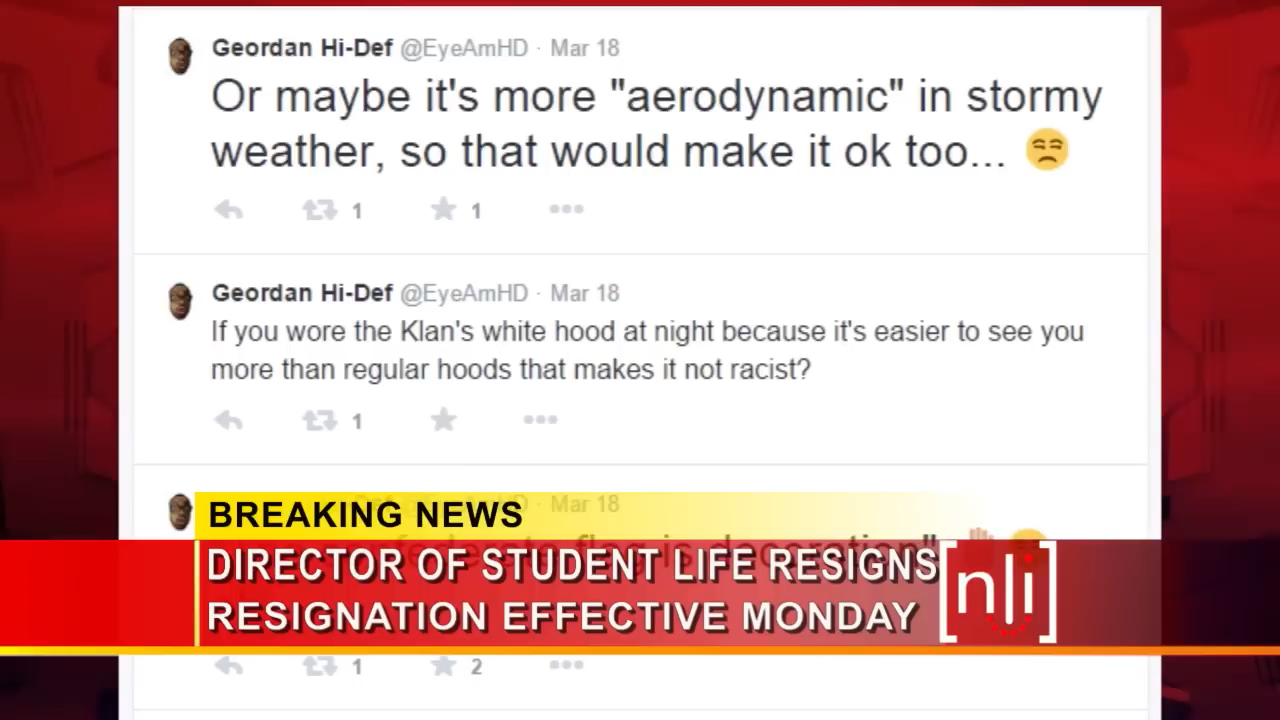 Geordan Hi-Def @EyeAmHD · Mar 18
Or maybe it's more "aerodynamic" in stormy
weather, so that would make it ok too...
1 1
Geordan Hi-Def @EyeAmHD · Mar 18
If you wore the Klan's white hood at night because it's easier to see you
more than regular hoods that makes it not racist?
1
Mar 18
flag is decoration"
BREAKING NEWS
DIRECTOR OF STUDENT LIFE RESIGNS
RESIGNATION EFFECTIVE MONDAY
[nli]
1 2